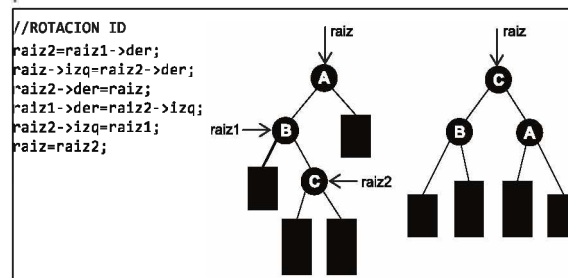 //ROTACION ID
raiz2=raiz1->der;
raiz->izq=raiz2->der;
raiz2->der=raiz;
raiz1->der=raiz2->izq;
raiz2->izq=raiz1;
raiz=raiz2;
raiz
A
raiz1
B
C
raiz2
raiz
C
B
A